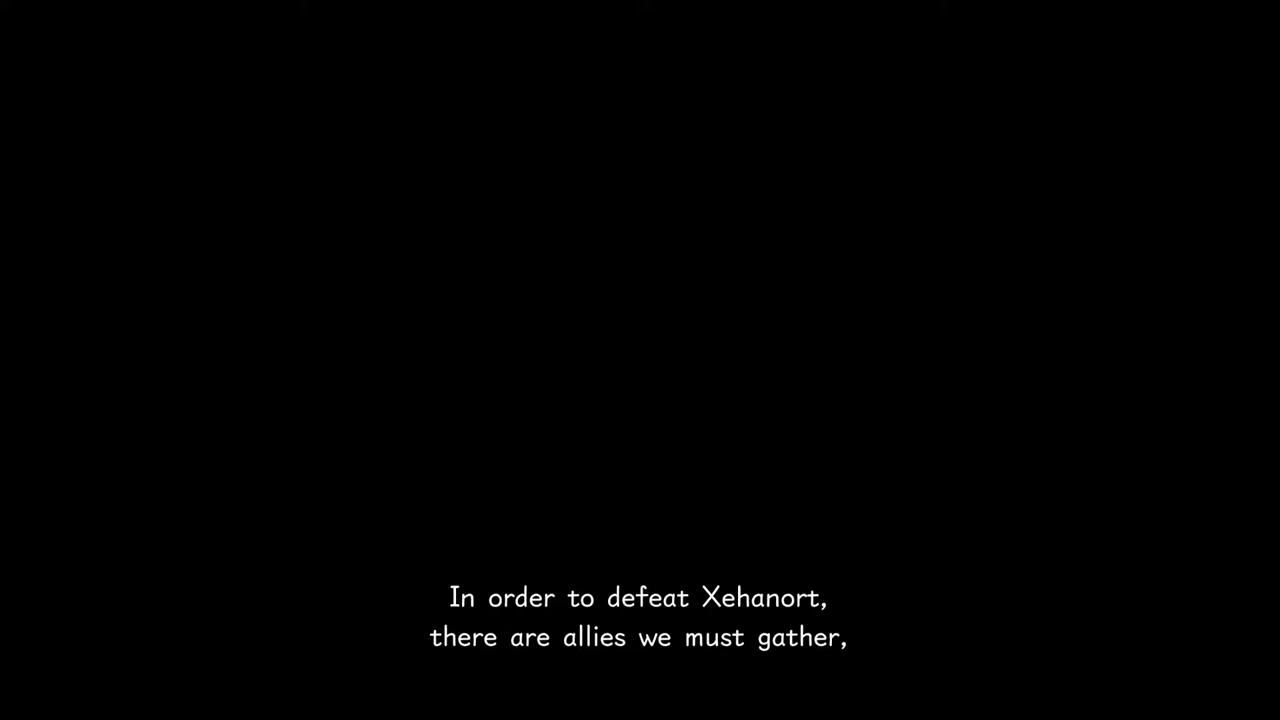 In order to defeat Xehanort,
there are allies we must gather,